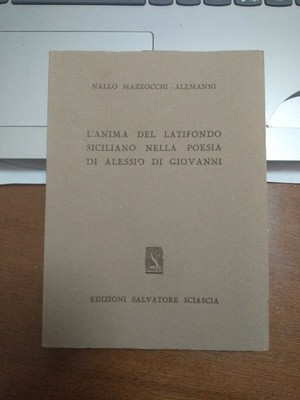 NALLO MAZZOCCHI - ALEMANNI
L'ANIMA DEL LATIFONDO
SICILIANO NELLA POESIA
DI ALESSIO DI GIOVANNI
EDIZIONI SALVATORE SCIASCIA